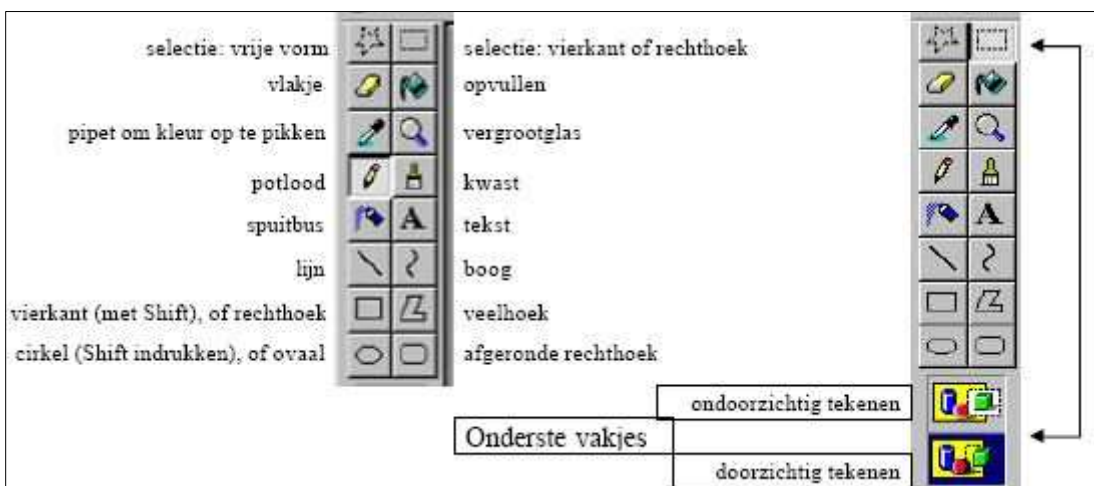 selectie: vrije vorm
selectie: vierkant of rechthoek
vlakje
opvullen
pipet om kleur op te pikken
vergrootglas
potlood
kwast
spuitbus
tekst
lijn
boog
vierkant (met Shift), of rechthoek
veelhoek
cirkel (Shift indrukken), of ovaal
afgeronde rechthoek
ondoorzichtig tekenen
Onderste vakjes
doorzichtig tekenen